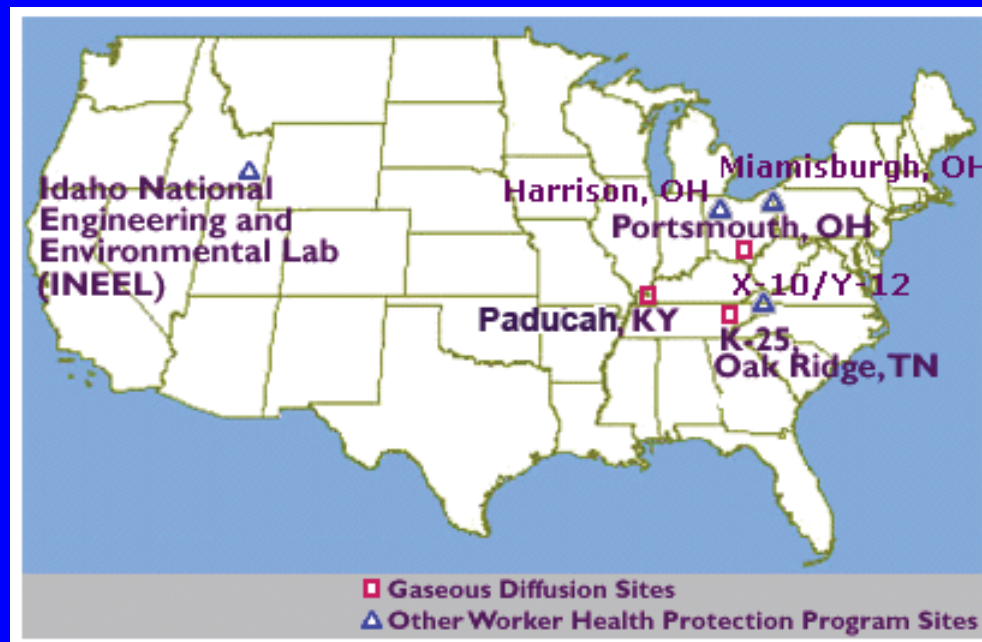 Miamisburgh, OH
Harrison, OH
Idaho National
Engineering and
Environmental Lab
(INEEL)
Portsmouth, OH
X-10/Y-12
Paducah, KY
K-25,
Oak Ridge, TN
Gaseous Diffusion Sites
Other Worker Health Protection Program Sites